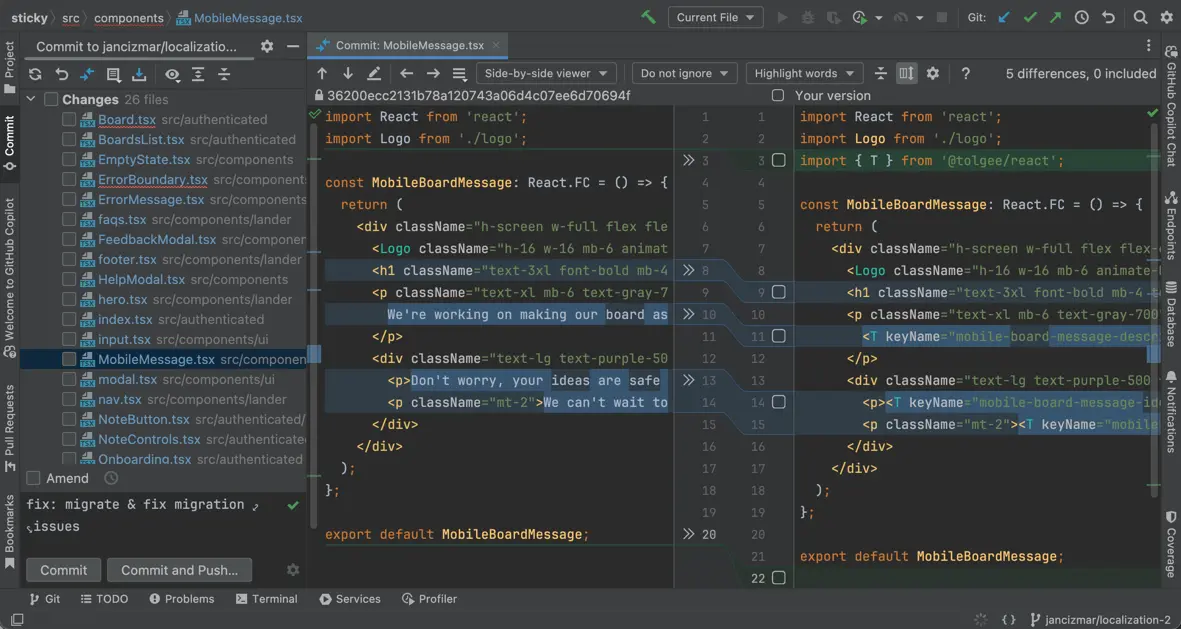 sticky src components MobileMessage.tsx
Current File
Git:
Commit to jancizmar/localizatio...
Commit: MobileMessage.tsx
Side-by-side viewer
Do not ignore
Highlight words
?
5 differences, 0 included
Changes 26 files
36200ecc2131b78a120743a06d4c07ee6d70694f
Your version
Board.tsx src/authenticated
BoardsList.tsx src/authenticated
EmptyState.tsx src/components
ErrorBoundary.tsx src/component
ErrorMessage.tsx src/components
faqs.tsx src/components/lander
FeedbackModal.tsx src/componer
footer.tsx src/components/lander
HelpModal.tsx src/components
hero.tsx src/components/lander
index.tsx src/authenticated
input.tsx src/components/ui
MobileMessage.tsx src/componen
modal.tsx src/components/ui
nav.tsx src/components/lander
NoteButton.tsx src/authenticated/
NoteControls.tsx src/authenticate
Onboarding.tsx src/authenticated
Amend
fix: migrate & fix migration
issues
Commit
Commit and Push...
import React from 'react';
import Logo from './logo';
const MobileBoardMessage: React.FC = () => {
return (
<div className="h-screen w-full flex fle
<Logo className="h-16 w-16 mb-6 animat
<h1 className="text-3xl font-bold mb-4
<p className="text-xl mb-6 text-gray-7
We're working on making our board as
</p>
<div className="text-lg text-purple-50
<p>Don't worry, your ideas are safe
<p className="mt-2">We can't wait to
</div>
</div>
);
};
export default MobileBoardMessage;
1 1
2 2
3 3
4 4
5 5
6 6
7 7
8 8
9 9
10 10
11 11
12 12
13 13
14 14
15 15
16 16
17 17
18 18
19 19
20 20
21
22
import React from 'react';
import Logo from './logo';
import { T } from '@tolgee/react';
const MobileBoardMessage: React.FC = () => {
return (
<div className="h-screen w-full flex flex-
<Logo className="h-16 w-16 mb-6 animate-
<h1 className="text-3xl font-bold mb-4 te
<p className="text-xl mb-6 text-gray-700
<T keyName="mobile-board-message-descr
</p>
<div className="text-lg text-purple-500
<p><T keyName="mobile-board-message-id
<p className="mt-2"><T keyName="mobile
</div>
</div>
);
};
export default MobileBoardMessage;
Project
Commit
Welcome to GitHub Copilot
Pull Requests
Bookmarks
GitHub Copilot Chat
Endpoints
Database
Notifications
Coverage
Git
TODO
Problems
Terminal
Services
Profiler
jancizmar/localization-2